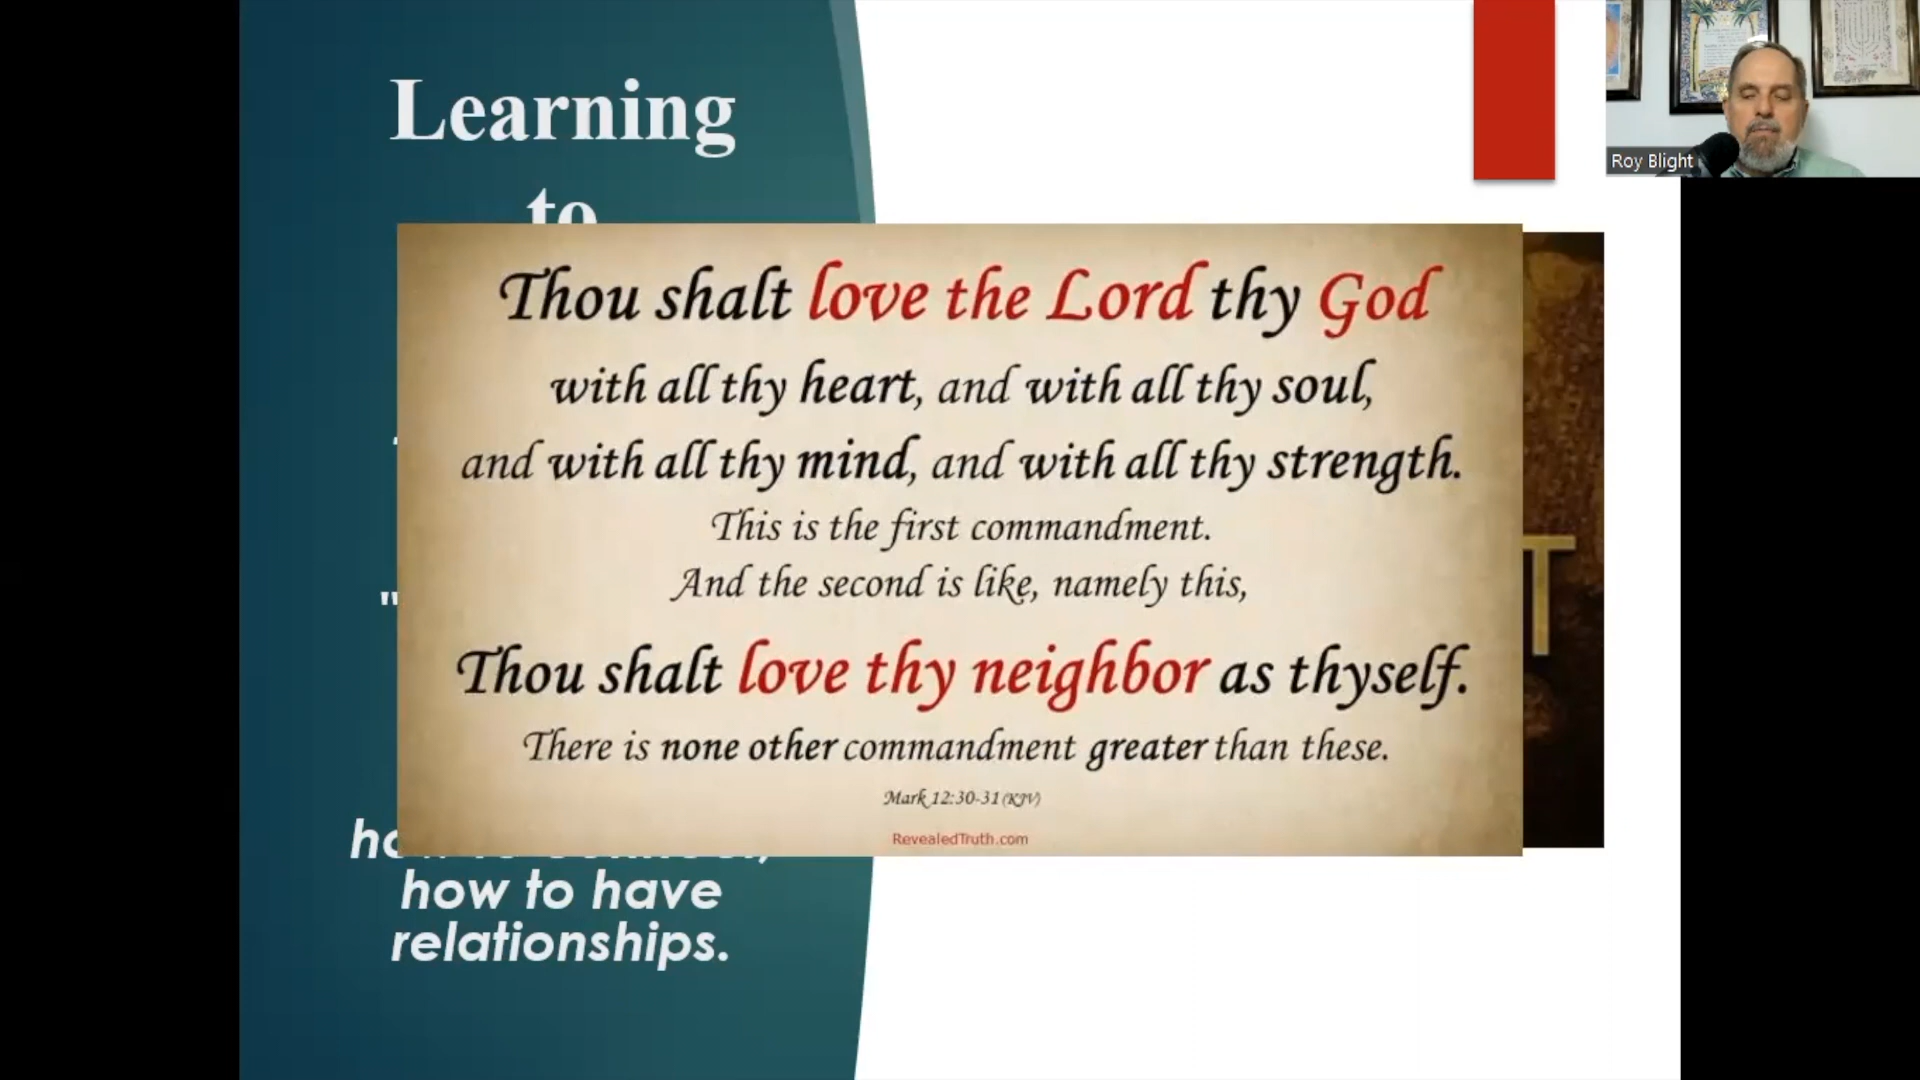 Learning
to
Roy Blight
Thou shalt love the Lord thy God
with all thy heart, and with all thy soul,
and with all thy mind, and with all thy strength.
This is the first commandment.
And the second is like, namely this,
Thou shalt love thy neighbor as thyself.
There is none other commandment greater than these.
Mark 12:30-31 (KJV)
RevealedTruth.com
T
"
how to have
relationships.